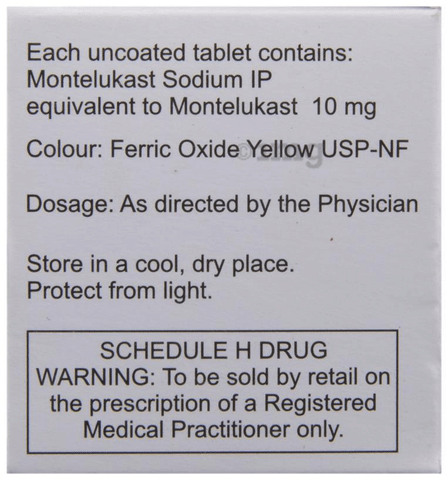 Each uncoated tablet contains:
Montelukast Sodium IP
equivalent to Montelukast 10 mg
Colour: Ferric Oxide Yellow USP-NF
Dosage: As directed by the Physician
Store in a cool, dry place.
Protect from light.
SCHEDULE H DRUG
WARNING: To be sold by retail on
the prescription of a Registered
Medical Practitioner only.